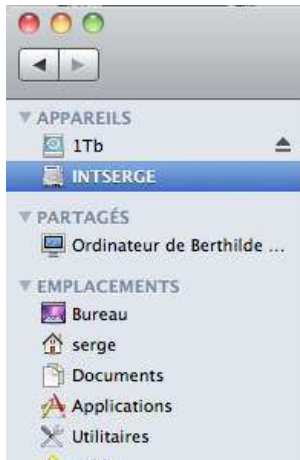 APPAREILS
1Tb
INTSERGE
PARTAGÉS
Ordinateur de Berthilde ...
EMPLACEMENTS
Bureau
serge
Documents
Applications
Utilitaires